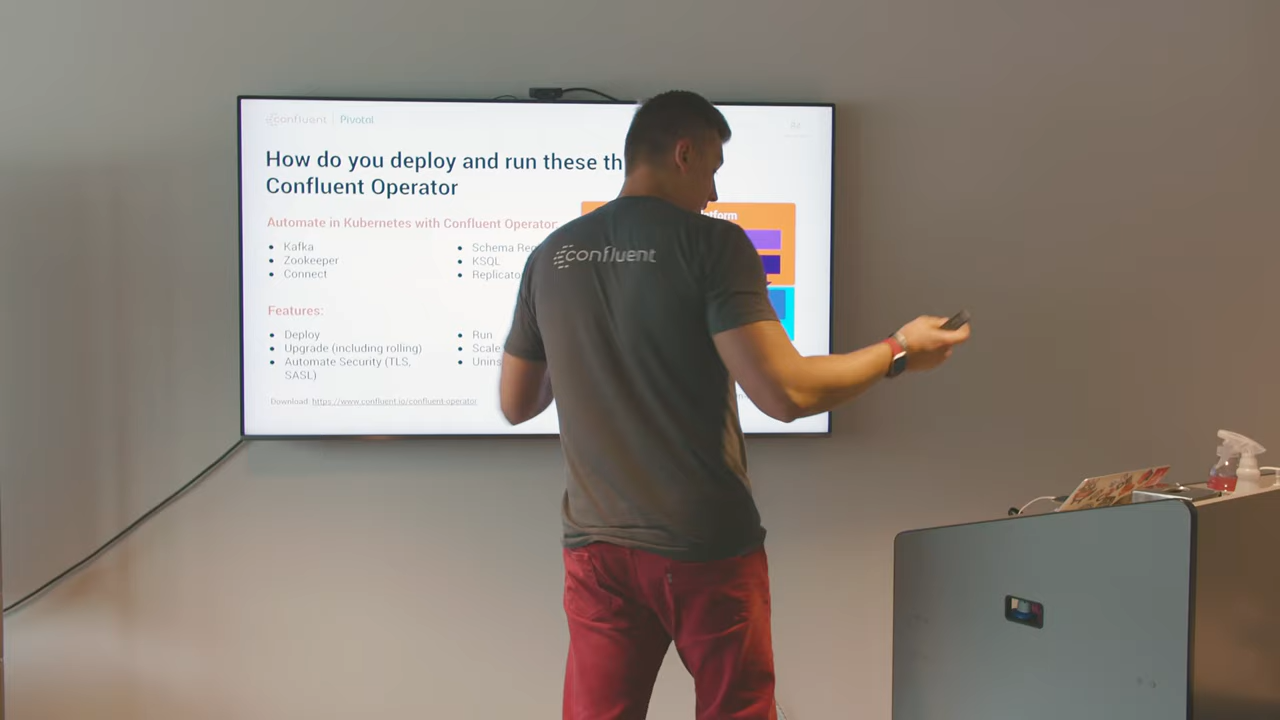 confluent | Pivotal
84
How do you deploy and run these th
Confluent Operator
Automate in Kubernetes with Confluent Operator:
Kafka
Zookeeper
Connect
Schema Reg
KSQL
Replicato
Features:
Deploy
Upgrade (including rolling)
Automate Security (TLS,
SASL)
Run
Scale
Unins
Download: https://www.confluent.io/confluent-operator
latform
confluent